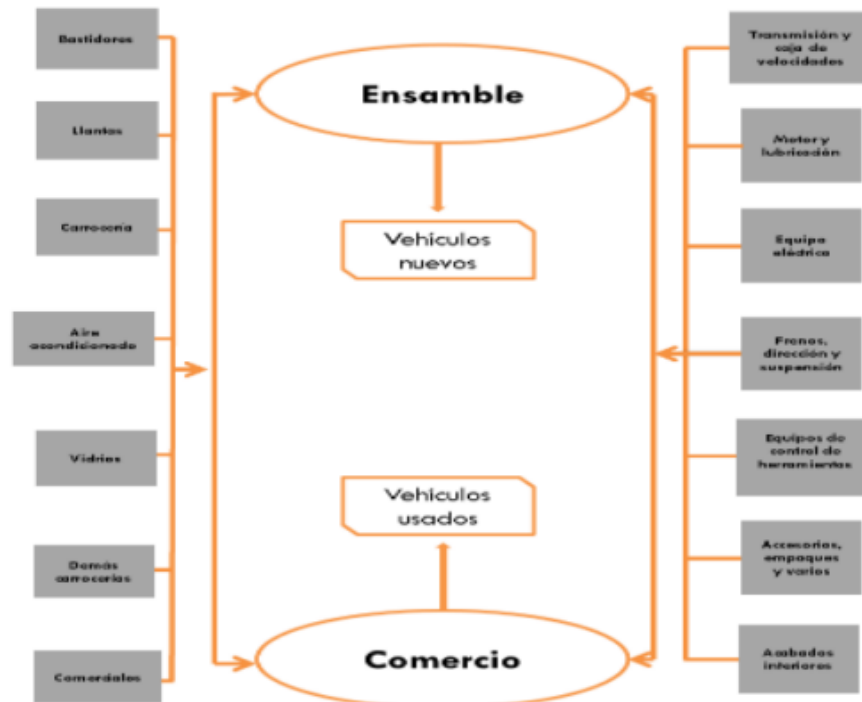 Bastidores
Llantas
Carrocería
Aire
acondicionado
Vidrios
Demás
carrocerías
Comerciales
Ensamble
Vehículos
nuevos
Vehículos
usados
Comercio
Transmisión y
caja de
velocidades
Motor y
lubricación
Equipo
eléctrico
Frenos,
dirección y
suspensión
Equipos de
control de
herramientas
Accesorios,
empaques
y varios
Acabados
interiores